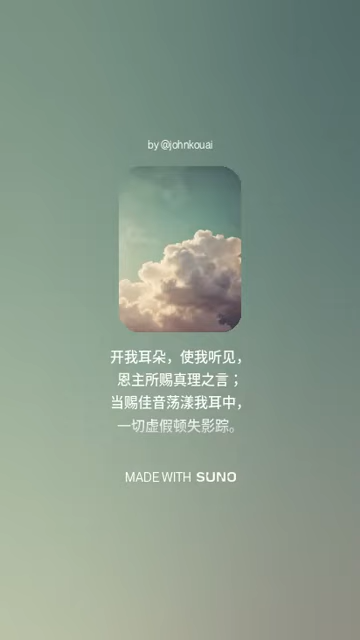 by @johnkouai
开我耳朵，使我听见，
恩主所赐真理之言；
当赐佳音荡漾我耳中，
一切虚假顿失影踪。
MADE WITH SUNO